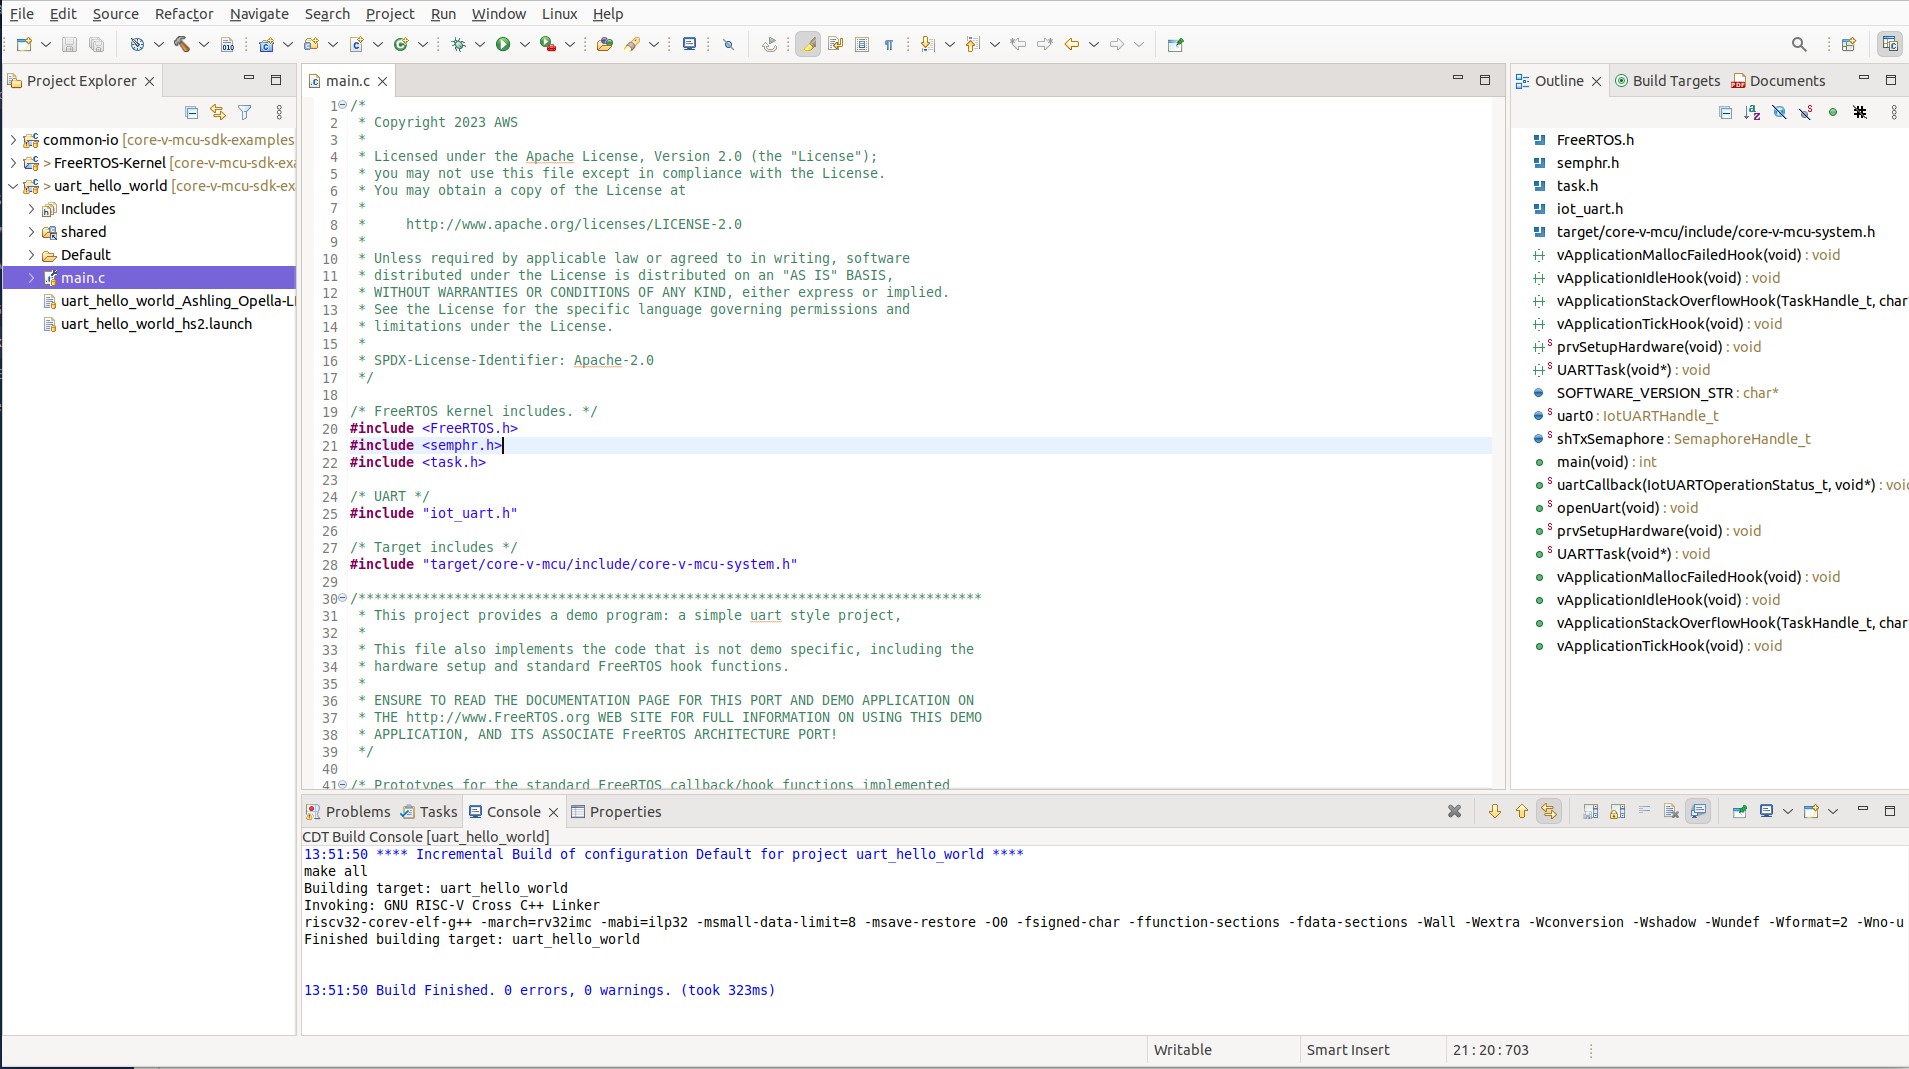 File Edit Source Refactor Navigate Search Project Run Window Linux Help
Project Explorer
common-io [core-v-mcu-sdk-examples
> FreeRTOS-Kernel [core-v-mcu-sdk-exa
> uart_hello_world [core-v-mcu-sdk-ex
Includes
shared
Default
main.c
uart_hello_world_Ashling_Opella-L
uart_hello_world_hs2.launch
main.c
1 /*
2 * Copyright 2023 AWS
3 *
4 * Licensed under the Apache License, Version 2.0 (the "License");
5 * you may not use this file except in compliance with the License.
6 * You may obtain a copy of the License at
7 *
8 *     http://www.apache.org/licenses/LICENSE-2.0
9 *
10 * Unless required by applicable law or agreed to in writing, software
11 * distributed under the License is distributed on an "AS IS" BASIS,
12 * WITHOUT WARRANTIES OR CONDITIONS OF ANY KIND, either express or implied.
13 * See the License for the specific language governing permissions and
14 * limitations under the License.
15 *
16 * SPDX-License-Identifier: Apache-2.0
17 */
18
19 /* FreeRTOS kernel includes. */
20 #include <FreeRTOS.h>
21 #include <semphr.h>
22 #include <task.h>
23
24 /* UART */
25 #include "iot_uart.h"
26
27 /* Target includes */
28 #include "target/core-v-mcu/include/core-v-mcu-system.h"
29
30 /******************************************************************************
31 * This project provides a demo program: a simple uart style project,
32 *
33 * This file also implements the code that is not demo specific, including the
34 * hardware setup and standard FreeRTOS hook functions.
35 *
36 * ENSURE TO READ THE DOCUMENTATION PAGE FOR THIS PORT AND DEMO APPLICATION ON
37 * THE http://www.FreeRTOS.org WEB SITE FOR FULL INFORMATION ON USING THIS DEMO
38 * APPLICATION, AND ITS ASSOCIATE FreeRTOS ARCHITECTURE PORT!
39 */
40
41 /* Prototypes for the standard FreeRTOS callback/hook functions implemented
Outline Build Targets Documents
FreeRTOS.h
semphr.h
task.h
iot_uart.h
target/core-v-mcu/include/core-v-mcu-system.h
vApplicationMallocFailedHook(void) : void
vApplicationIdleHook(void) : void
vApplicationStackOverflowHook(TaskHandle_t, char
vApplicationTickHook(void) : void
prvSetupHardware(void) : void
UARTTask(void*) : void
SOFTWARE_VERSION_STR : char*
uart0 : IotUARTHandle_t
shTxSemaphore : SemaphoreHandle_t
main(void) : int
uartCallback(IotUARTOperationStatus_t, void*) : voi
openUart(void) : void
prvSetupHardware(void) : void
UARTTask(void*) : void
vApplicationMallocFailedHook(void) : void
vApplicationIdleHook(void) : void
vApplicationStackOverflowHook(TaskHandle_t, char
vApplicationTickHook(void) : void
Problems Tasks Console Properties
CDT Build Console [uart_hello_world]
13:51:50 **** Incremental Build of configuration Default for project uart_hello_world ****
make all
Building target: uart_hello_world
Invoking: GNU RISC-V Cross C++ Linker
riscv32-corev-elf-g++ -march=rv32imc -mabi=ilp32 -msmall-data-limit=8 -msave-restore -O0 -fsigned-char -ffunction-sections -fdata-sections -Wall -Wextra -Wconversion -Wshadow -Wundef -Wformat=2 -Wno-u
Finished building target: uart_hello_world
13:51:50 Build Finished. 0 errors, 0 warnings. (took 323ms)
Writable Smart Insert 21 : 20 : 703